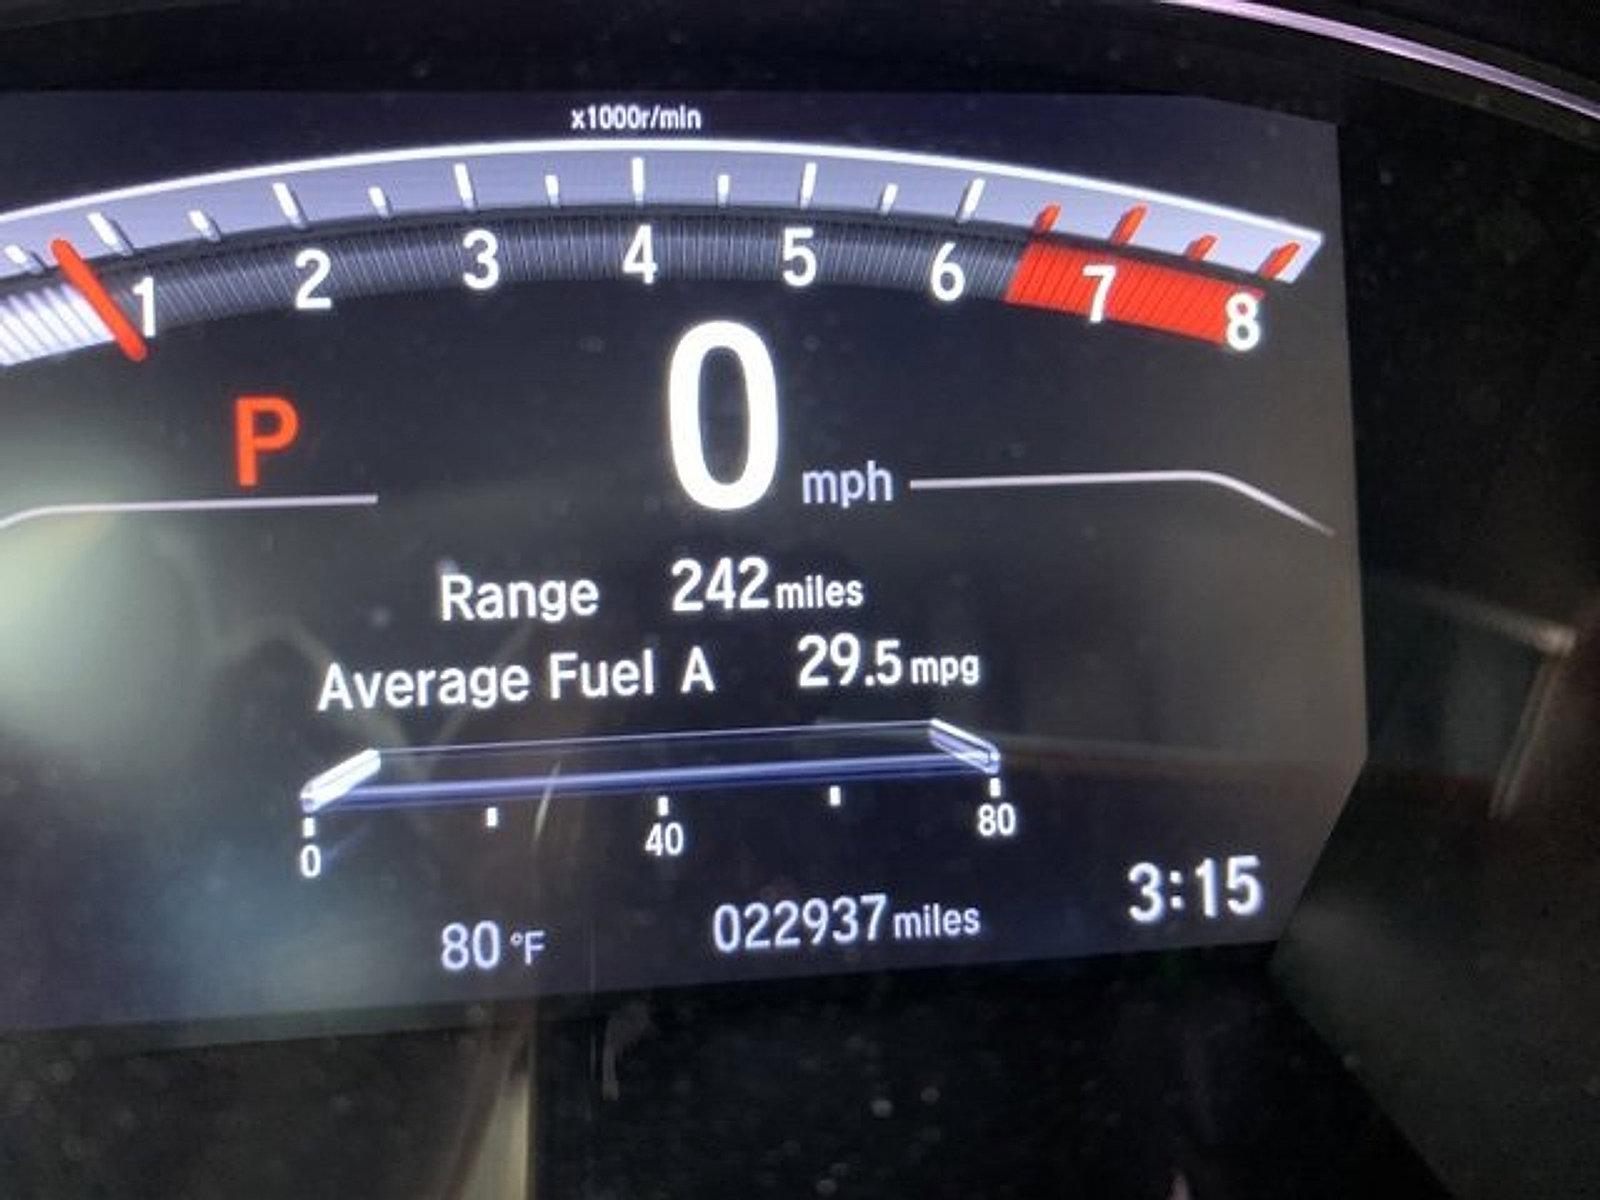 x1000r/min
1 2 3 4 5 6 7 8
P 0 mph
Range 242 miles
Average Fuel A 29.5 mpg
0 40 80
80 °F 022937 miles 3:15